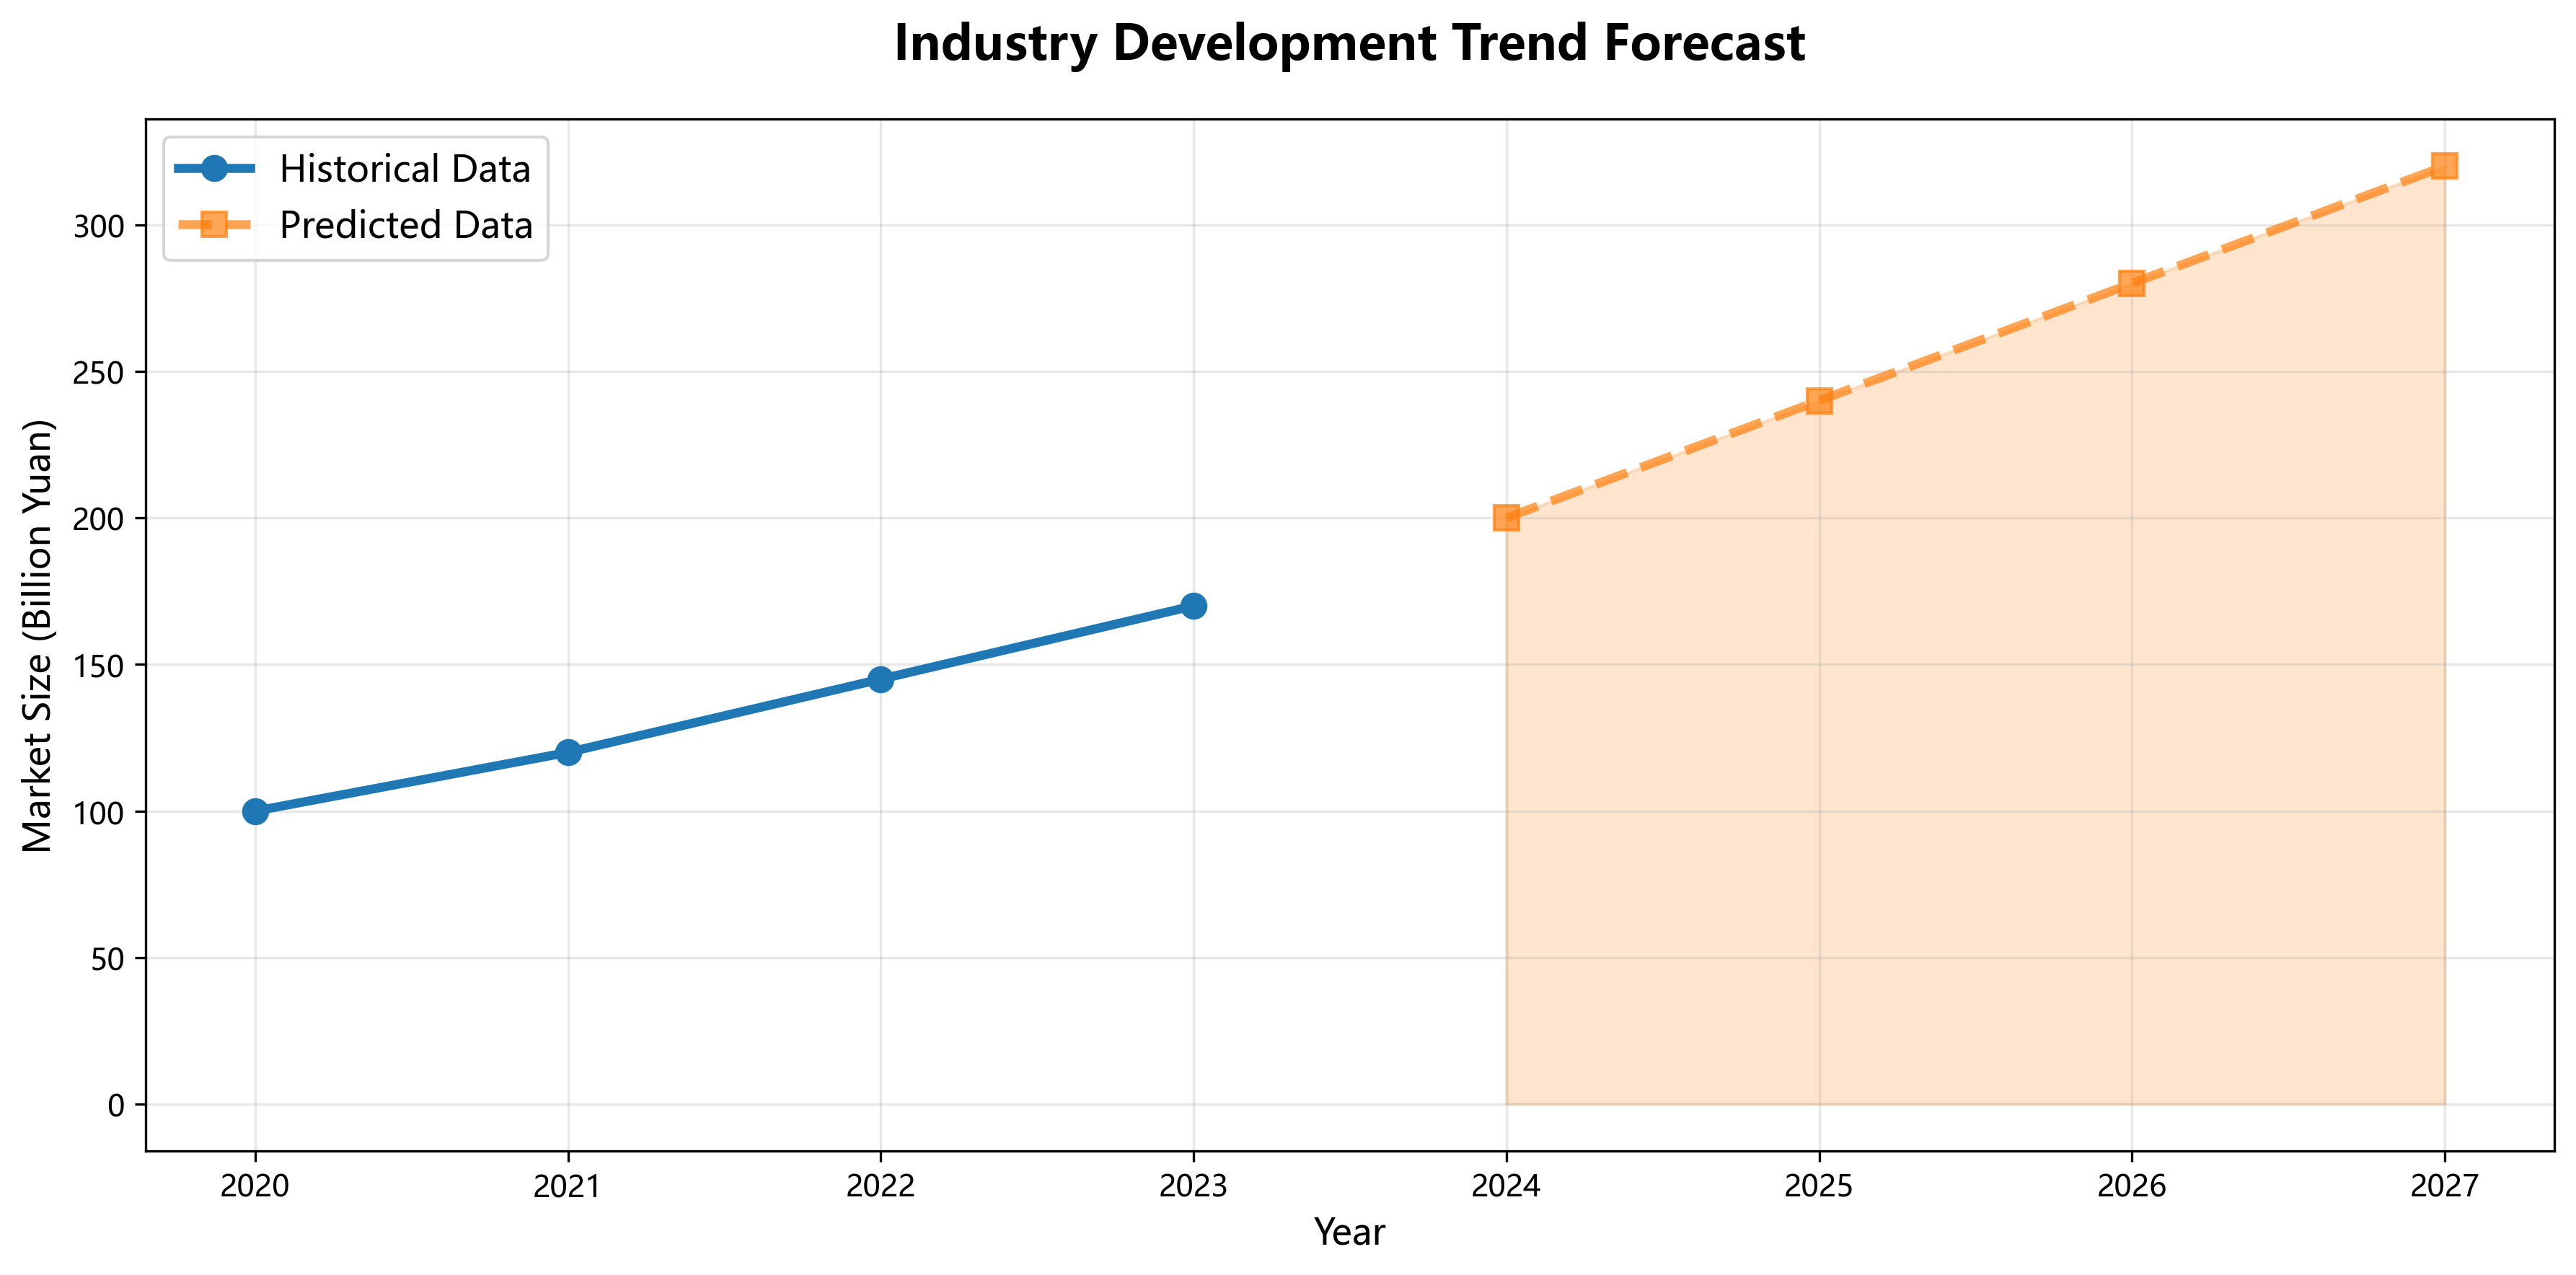 Industry Development Trend Forecast
Historical Data
Predicted Data
Market Size (Billion Yuan)
300
250
200
150
100
50
0
2020 2021 2022 2023 2024 2025 2026 2027
Year